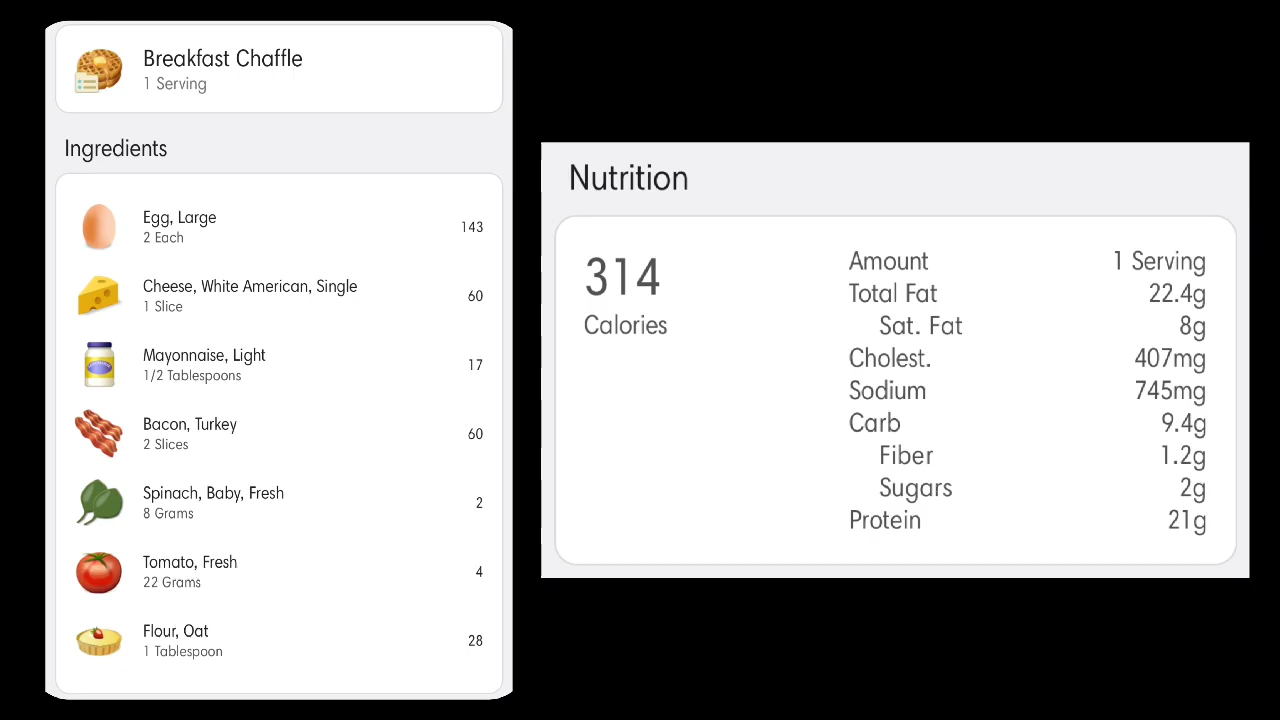 Breakfast Chaffle
1 Serving
Ingredients
Egg, Large
2 Each
143
Cheese, White American, Single
1 Slice
60
Mayonnaise, Light
1/2 Tablespoons
17
Bacon, Turkey
2 Slices
60
Spinach, Baby, Fresh
8 Grams
2
Tomato, Fresh
22 Grams
4
Flour, Oat
1 Tablespoon
28
Nutrition
314
Calories
Amount 1 Serving
Total Fat 22.4g
Sat. Fat 8g
Cholest. 407mg
Sodium 745mg
Carb 9.4g
Fiber 1.2g
Sugars 2g
Protein 21g